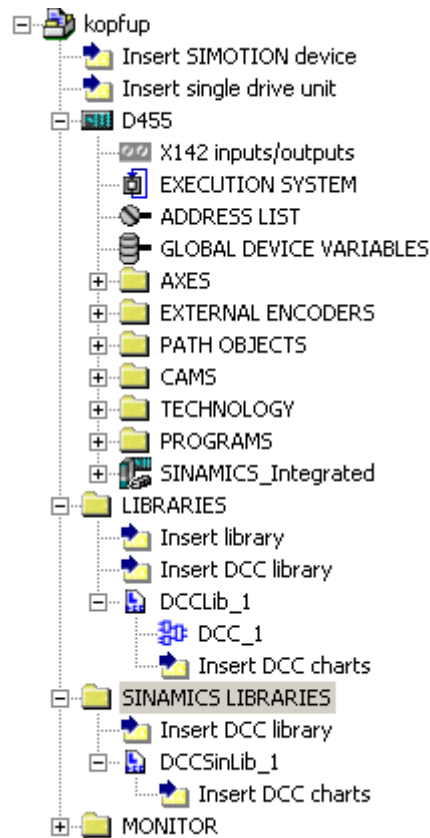 kopfup
Insert SIMOTION device
Insert single drive unit
D455
X142 inputs/outputs
EXECUTION SYSTEM
ADDRESS LIST
GLOBAL DEVICE VARIABLES
AXES
EXTERNAL ENCODERS
PATH OBJECTS
CAMS
TECHNOLOGY
PROGRAMS
SINAMICS_Integrated
LIBRARIES
Insert library
Insert DCC library
DCCLib_1
DCC_1
Insert DCC charts
SINAMICS LIBRARIES
Insert DCC library
DCCSinLib_1
Insert DCC charts
MONITOR